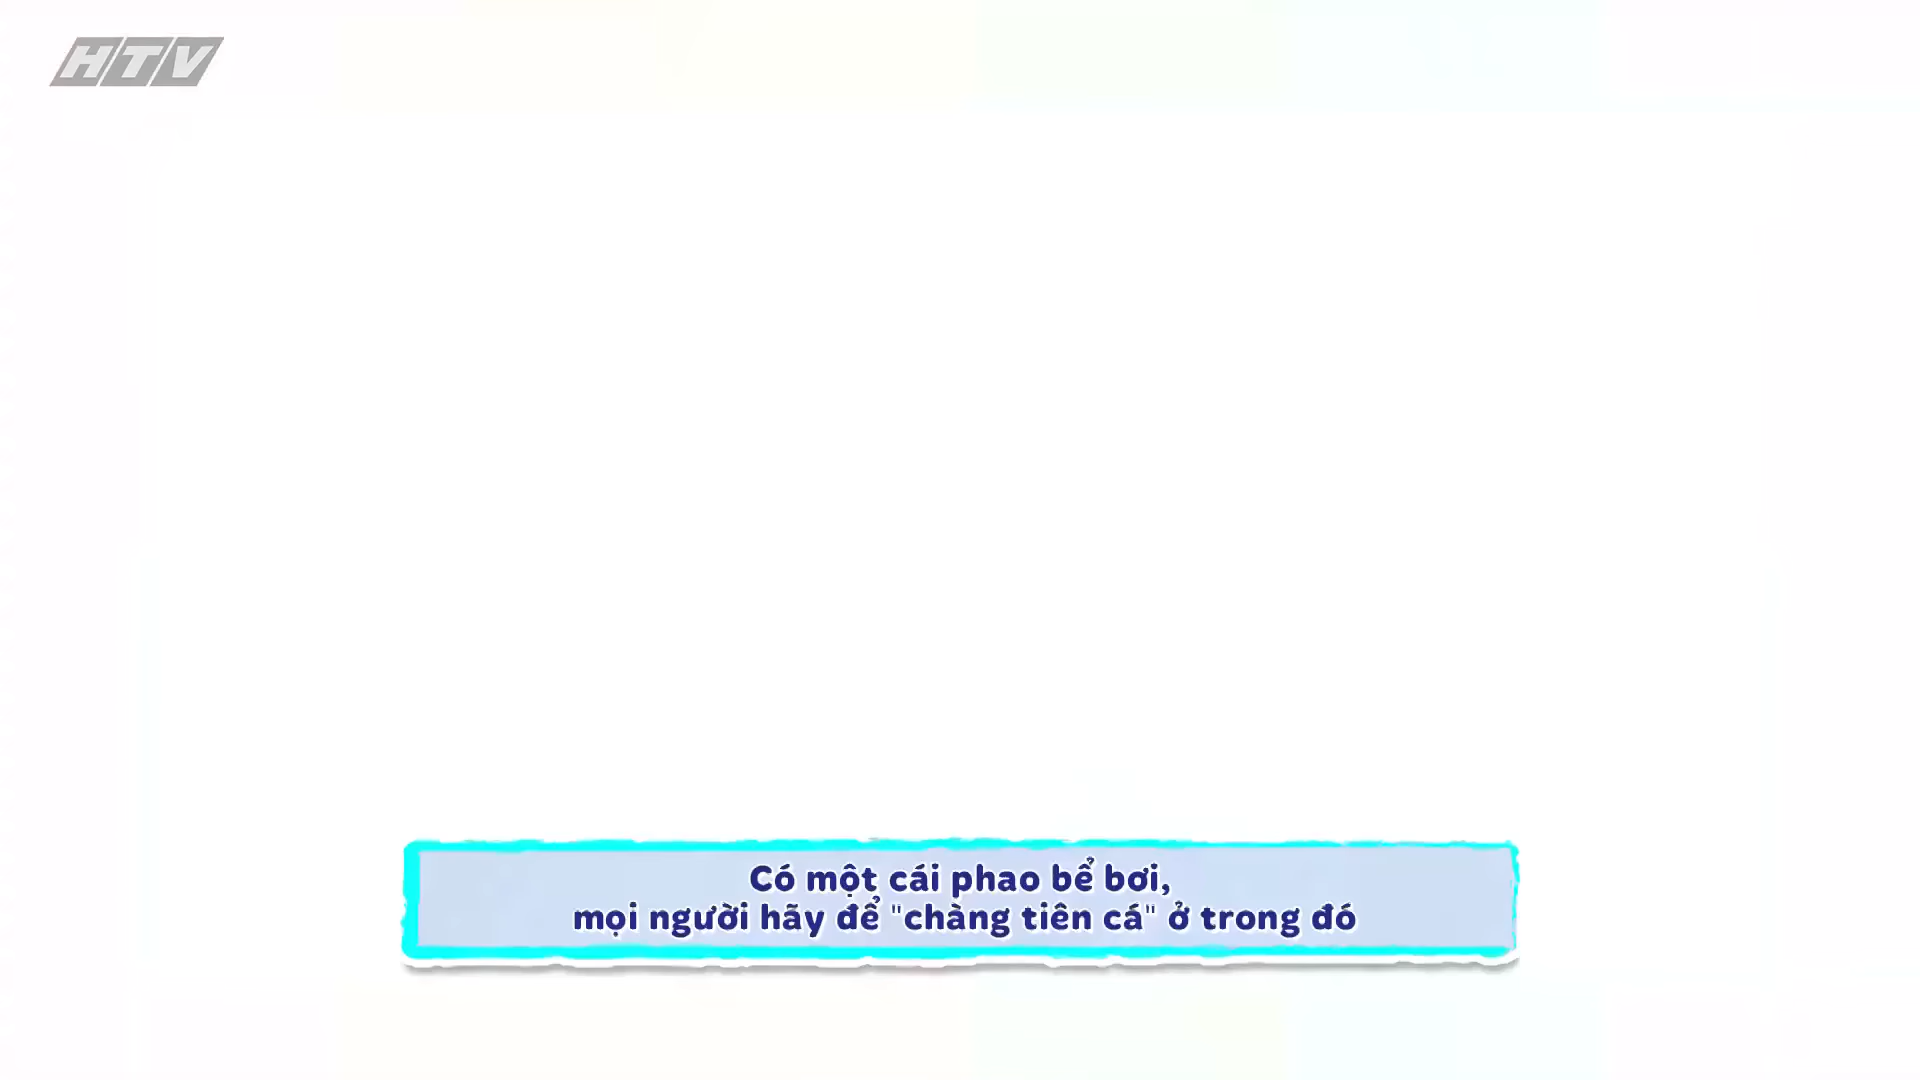 HTV
Có một cái phao bể bơi,
mọi người hãy để "chàng tiên cá" ở trong đó